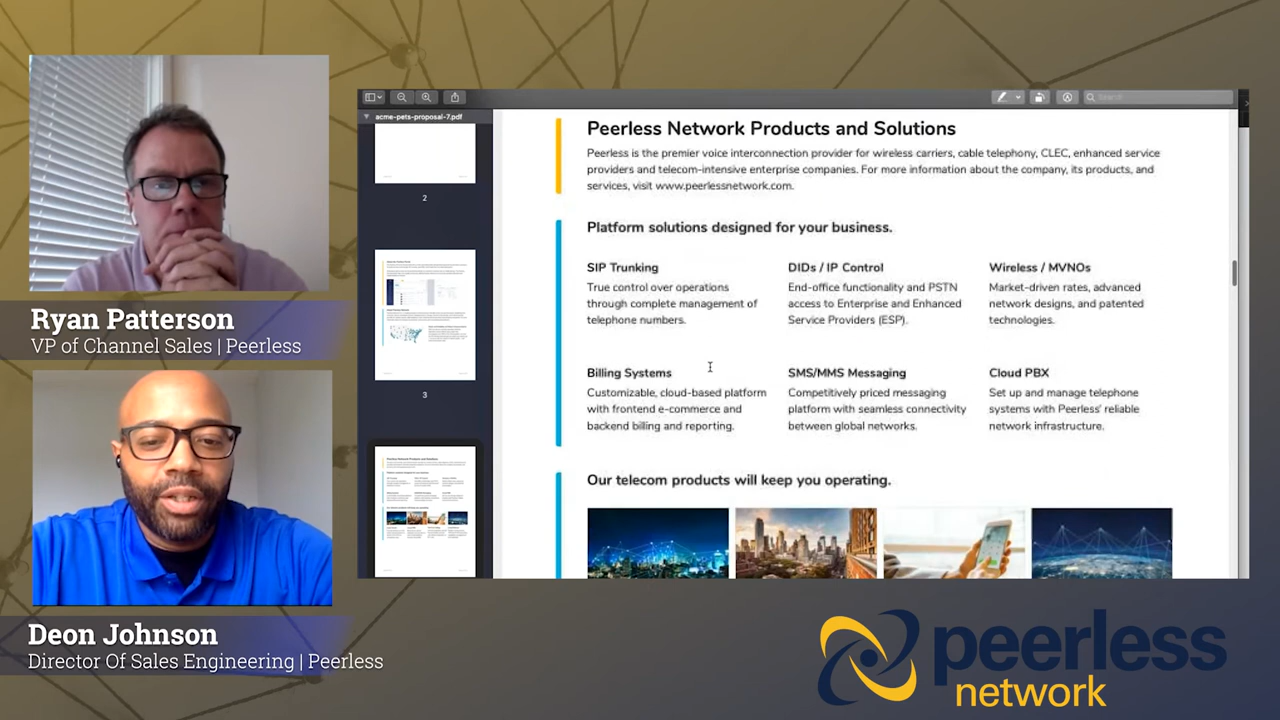 Ryan Patterson
VP of Channel Sales | Peerless
Deon Johnson
Director Of Sales Engineering | Peerless
Search
acme-pets-proposal-7.pdf
2
3
Peerless Network Products and Solutions
Peerless is the premier voice interconnection provider for wireless carriers, cable telephony, CLEC, enhanced service
providers and telecom-intensive enterprise companies. For more information about the company, its products, and
services, visit www.peerlessnetwork.com.
Platform solutions designed for your business.
SIP Trunking
True control over operations
through complete management of
telephone numbers.
DIDs / IP Control
End-office functionality and PSTN
access to Enterprise and Enhanced
Service Providers (ESP).
Wireless / MVNOs
Market-driven rates, advanced
network designs, and patented
technologies.
Billing Systems
Customizable, cloud-based platform
with frontend e-commerce and
backend billing and reporting.
SMS/MMS Messaging
Competitively priced messaging
platform with seamless connectivity
between global networks.
Cloud PBX
Set up and manage telephone
systems with Peerless' reliable
network infrastructure.
Our telecom products will keep you operating.
peerless
network